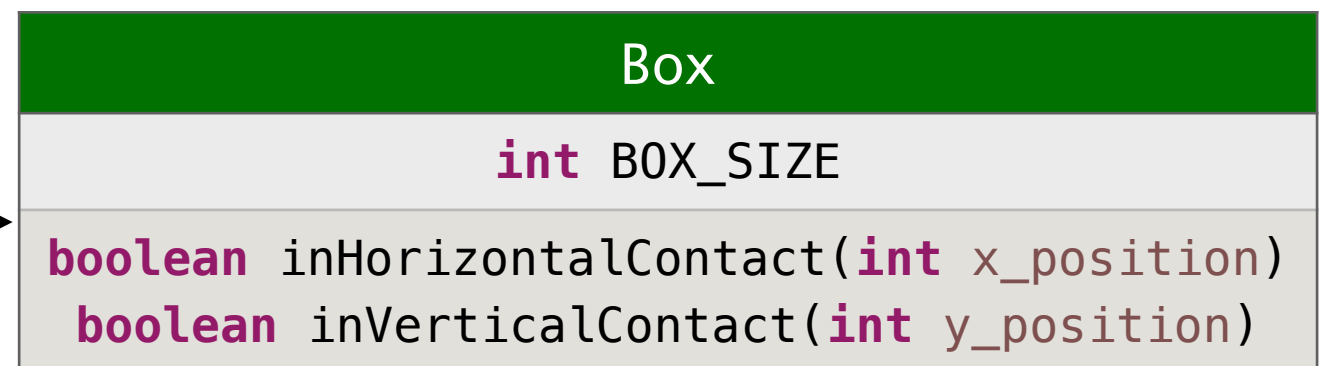 Box
int BOX_SIZE
boolean inHorizontalContact(int x_position)
boolean inVerticalContact(int y_position)